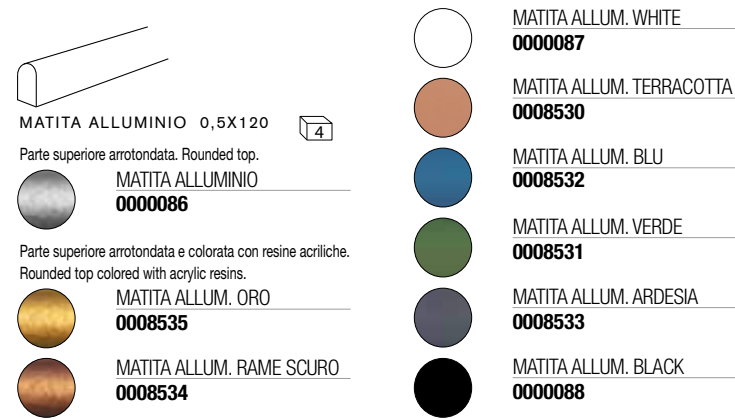 MATITA ALLUMINIO 0,5X120
4
Parte superiore arrotondata. Rounded top.
MATITA ALLUMINIO
0000086
Parte superiore arrotondata e colorata con resine acriliche.
Rounded top colored with acrylic resins.
MATITA ALLUM. ORO
0008535
MATITA ALLUM. RAME SCURO
0008534
MATITA ALLUM. WHITE
0000087
MATITA ALLUM. TERRACOTTA
0008530
MATITA ALLUM. BLU
0008532
MATITA ALLUM. VERDE
0008531
MATITA ALLUM. ARDESIA
0008533
MATITA ALLUM. BLACK
0000088